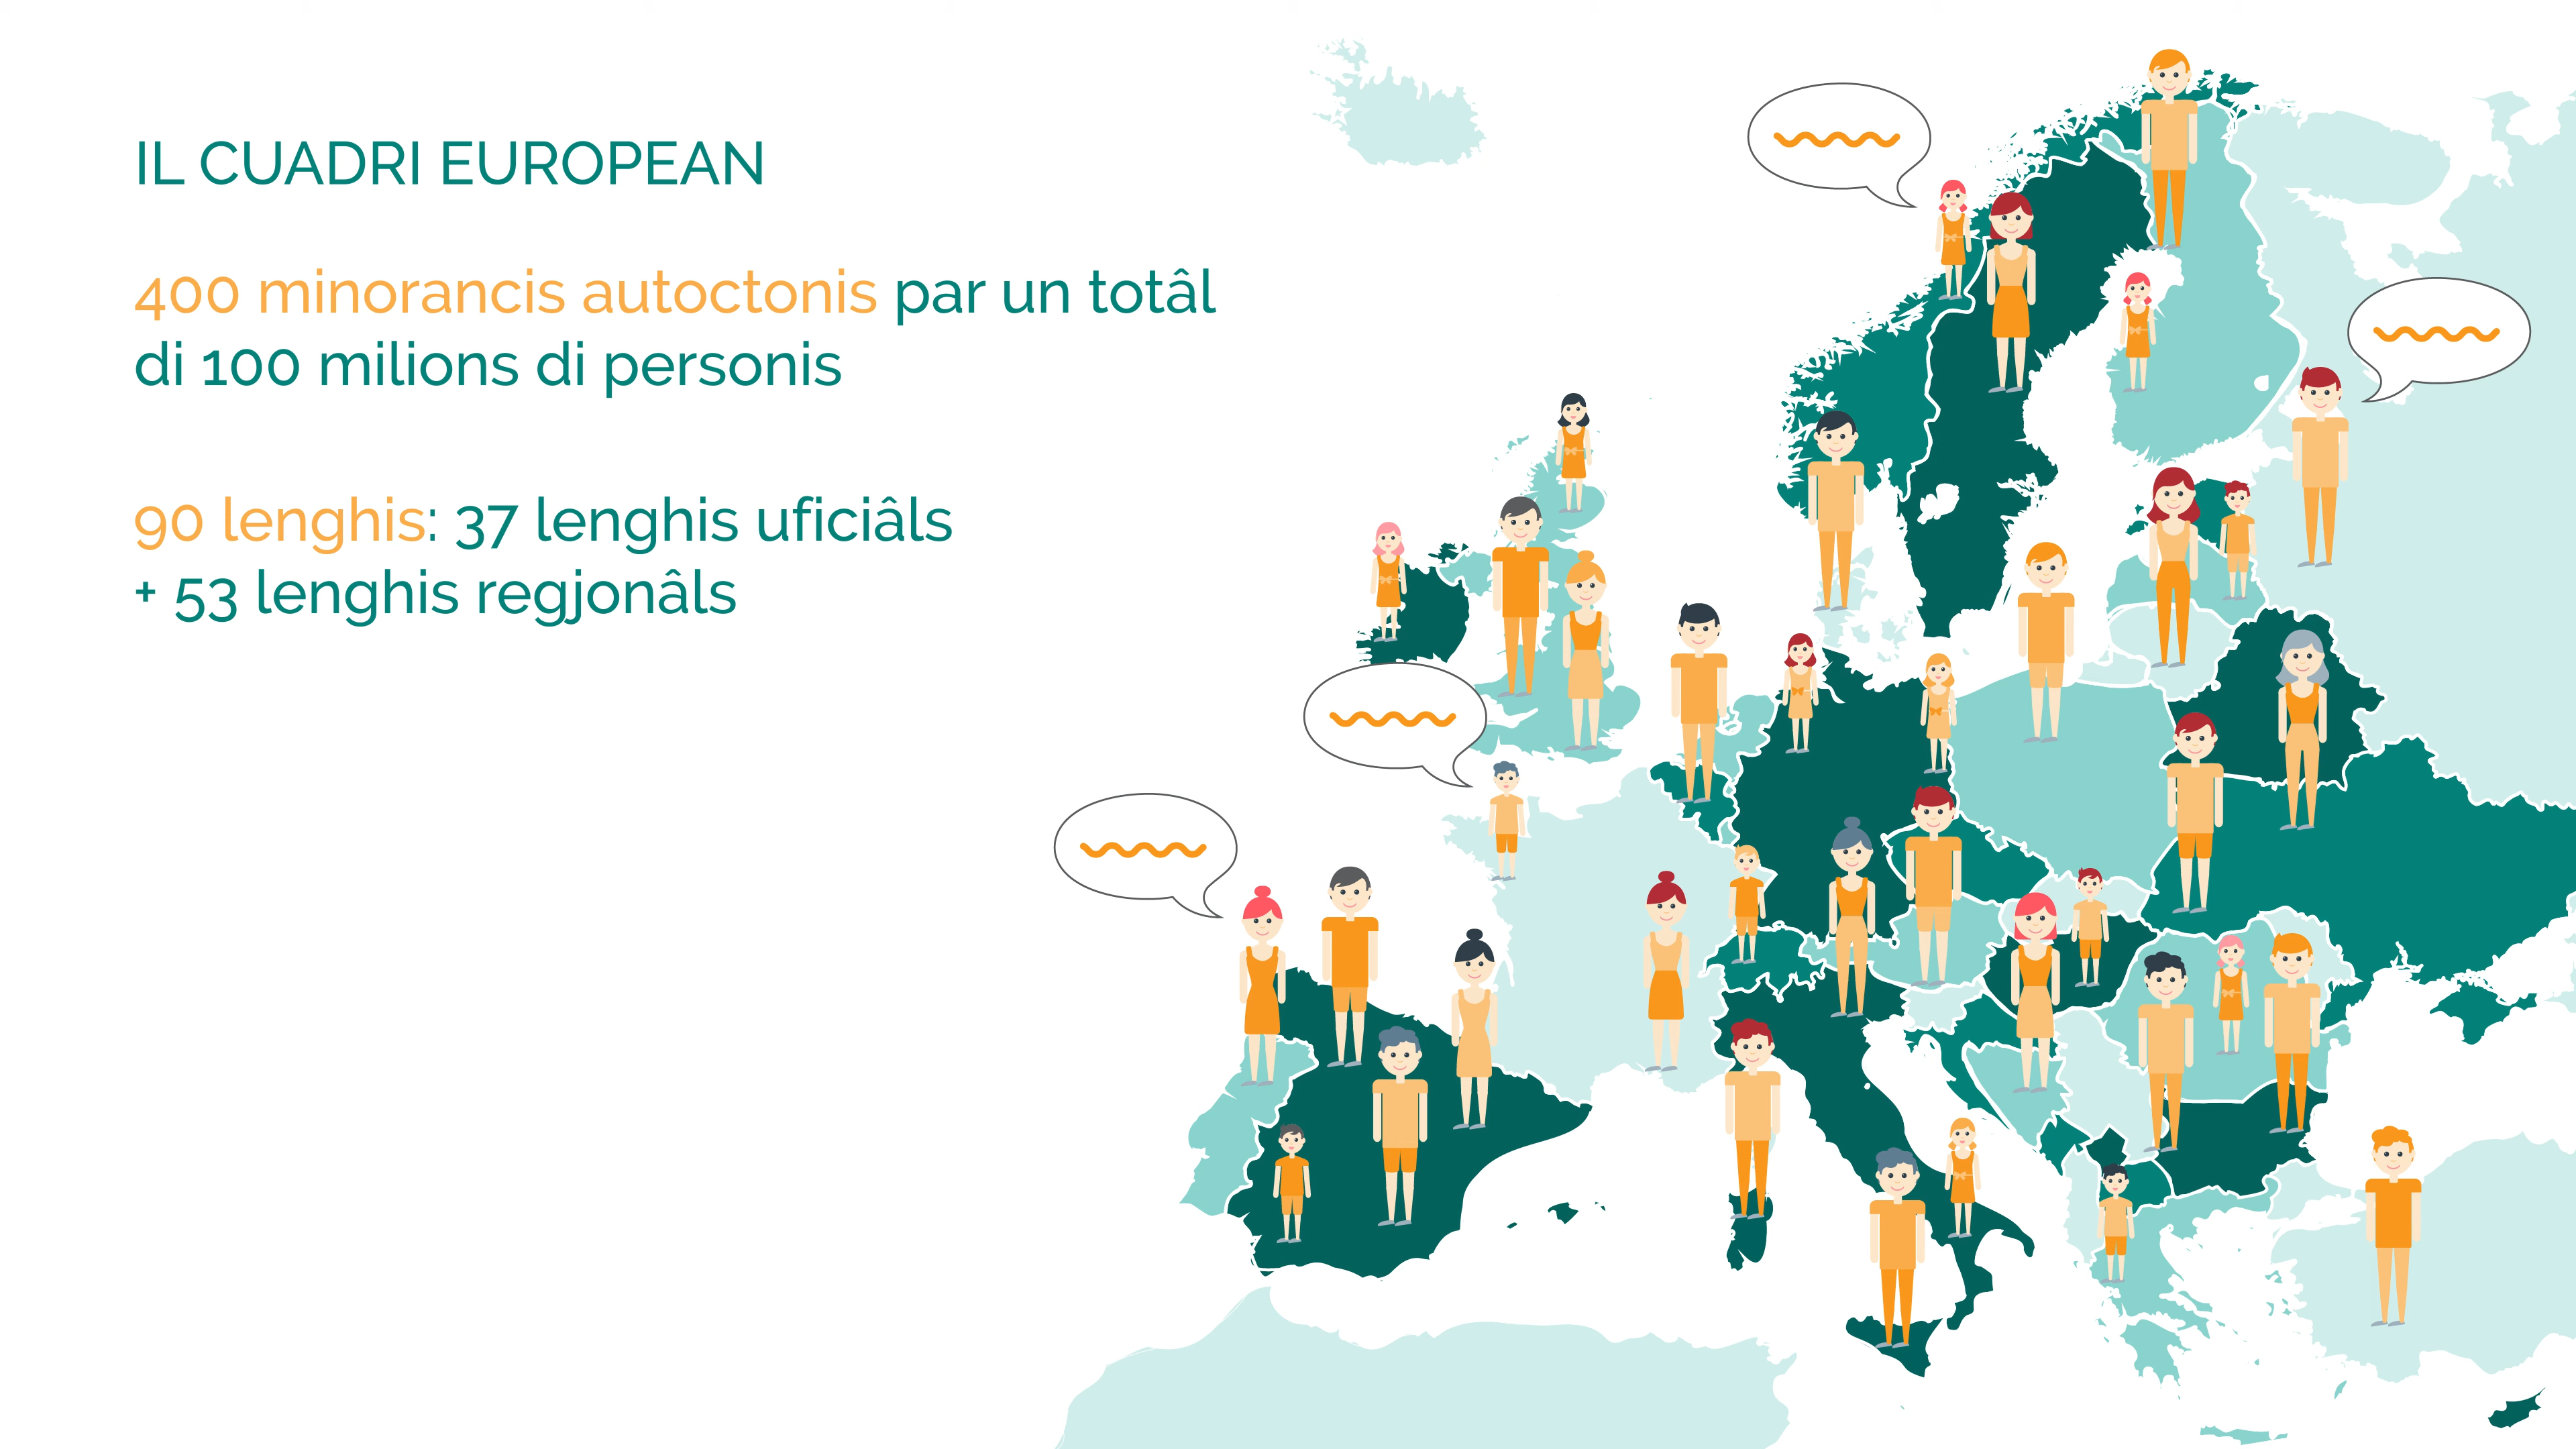 IL CUADRI EUROPEAN
400 minorancis autoctonis par un totâl
di 100 milions di personis
90 lenghis: 37 lenghis uficiâls
+ 53 lenghis regjonâls